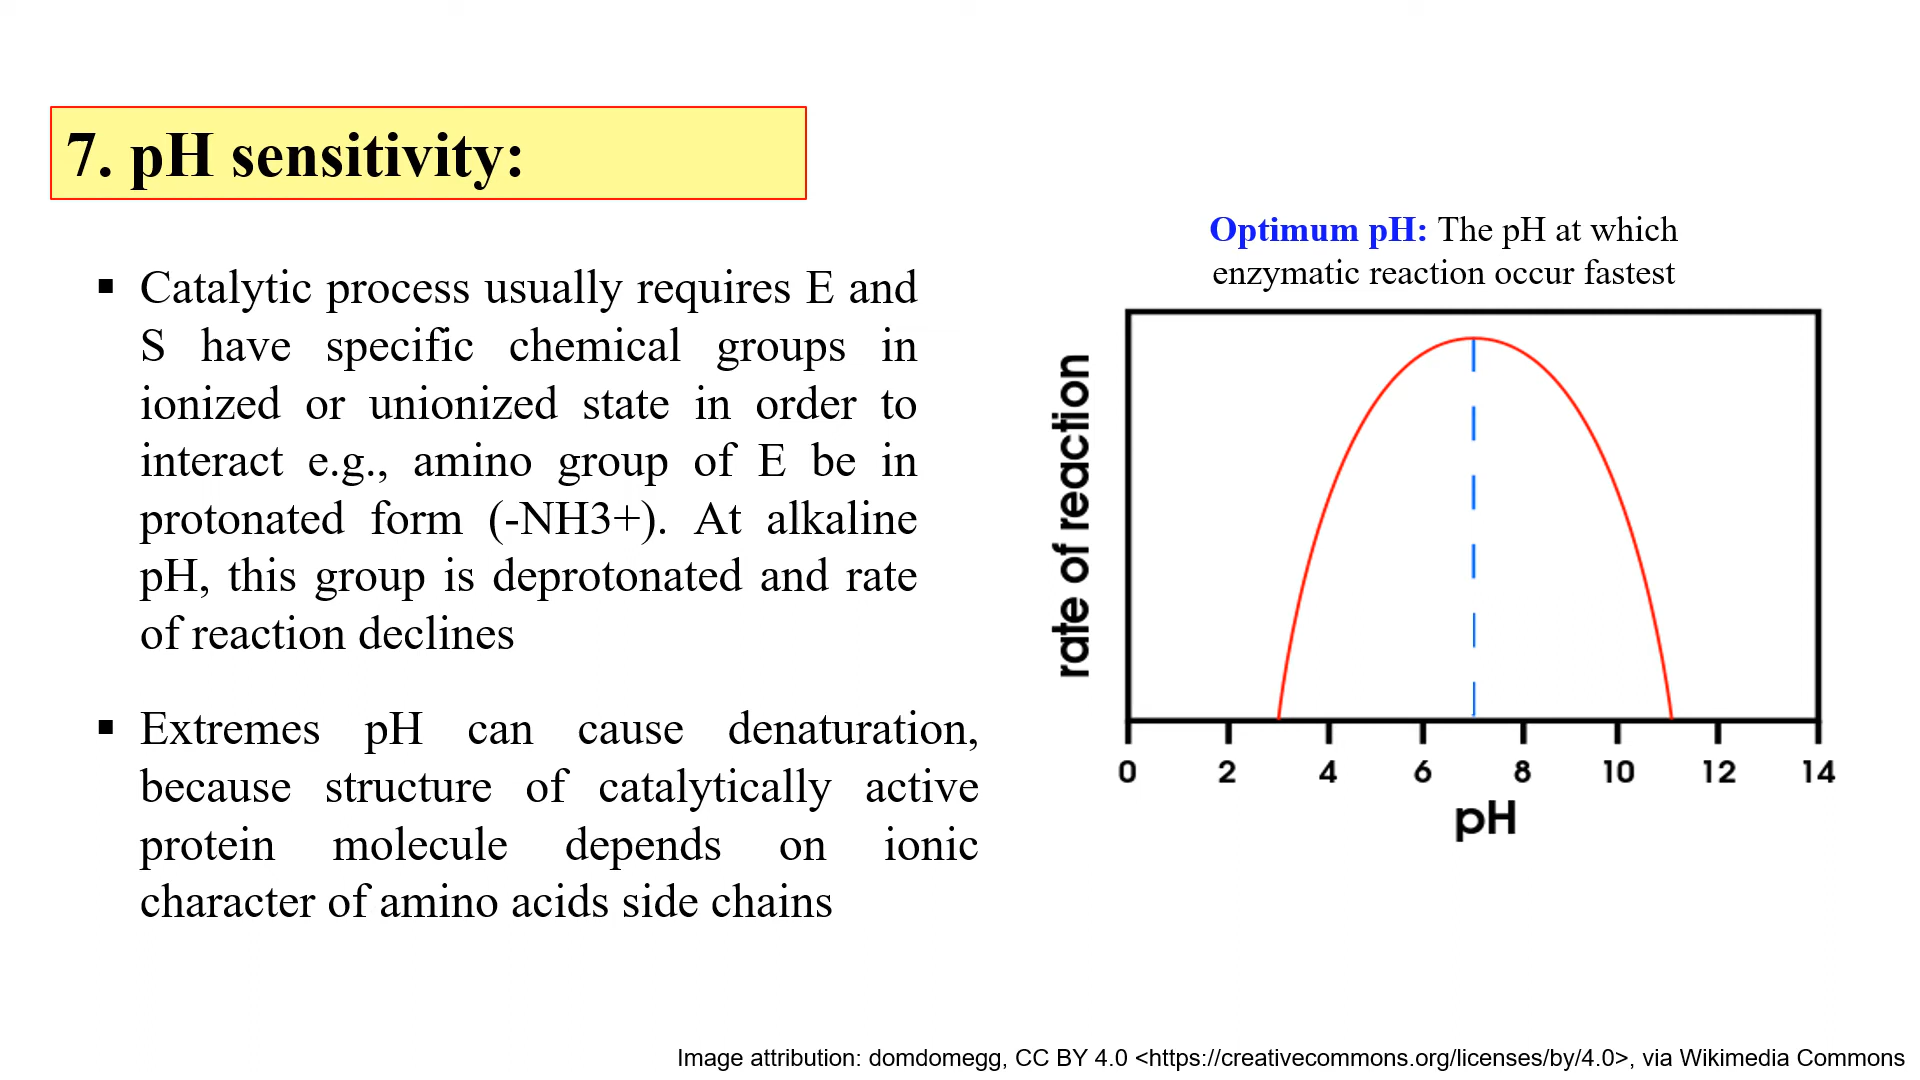 7. pH sensitivity:
▪ Catalytic process usually requires E and
S have specific chemical groups in
ionized or unionized state in order to
interact e.g., amino group of E be in
protonated form (-NH3+). At alkaline
pH, this group is deprotonated and rate
of reaction declines
▪ Extremes pH can cause denaturation,
because structure of catalytically active
protein molecule depends on ionic
character of amino acids side chains
Optimum pH: The pH at which
enzymatic reaction occur fastest
rate of reaction
0 2 4 6 8 10 12 14
pH
Image attribution: domdomegg, CC BY 4.0 <https://creativecommons.org/licenses/by/4.0>, via Wikimedia Commons